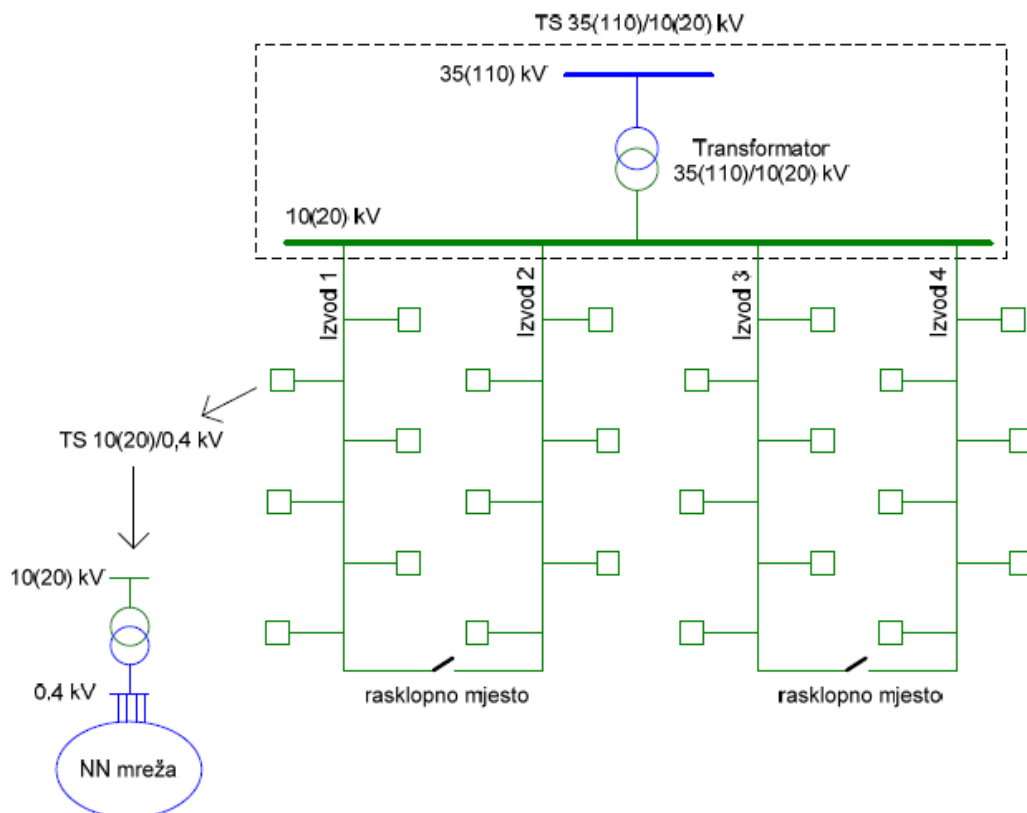 TS 35(110)/10(20) kV
35(110) kV
Transformator
35(110)/10(20) kV
10(20) kV
Izvod 1
Izvod 2
Izvod 3
Izvod 4
TS 10(20)/0,4 kV
10(20) kV
0,4 kV
NN mreža
rasklopno mjesto
rasklopno mjesto